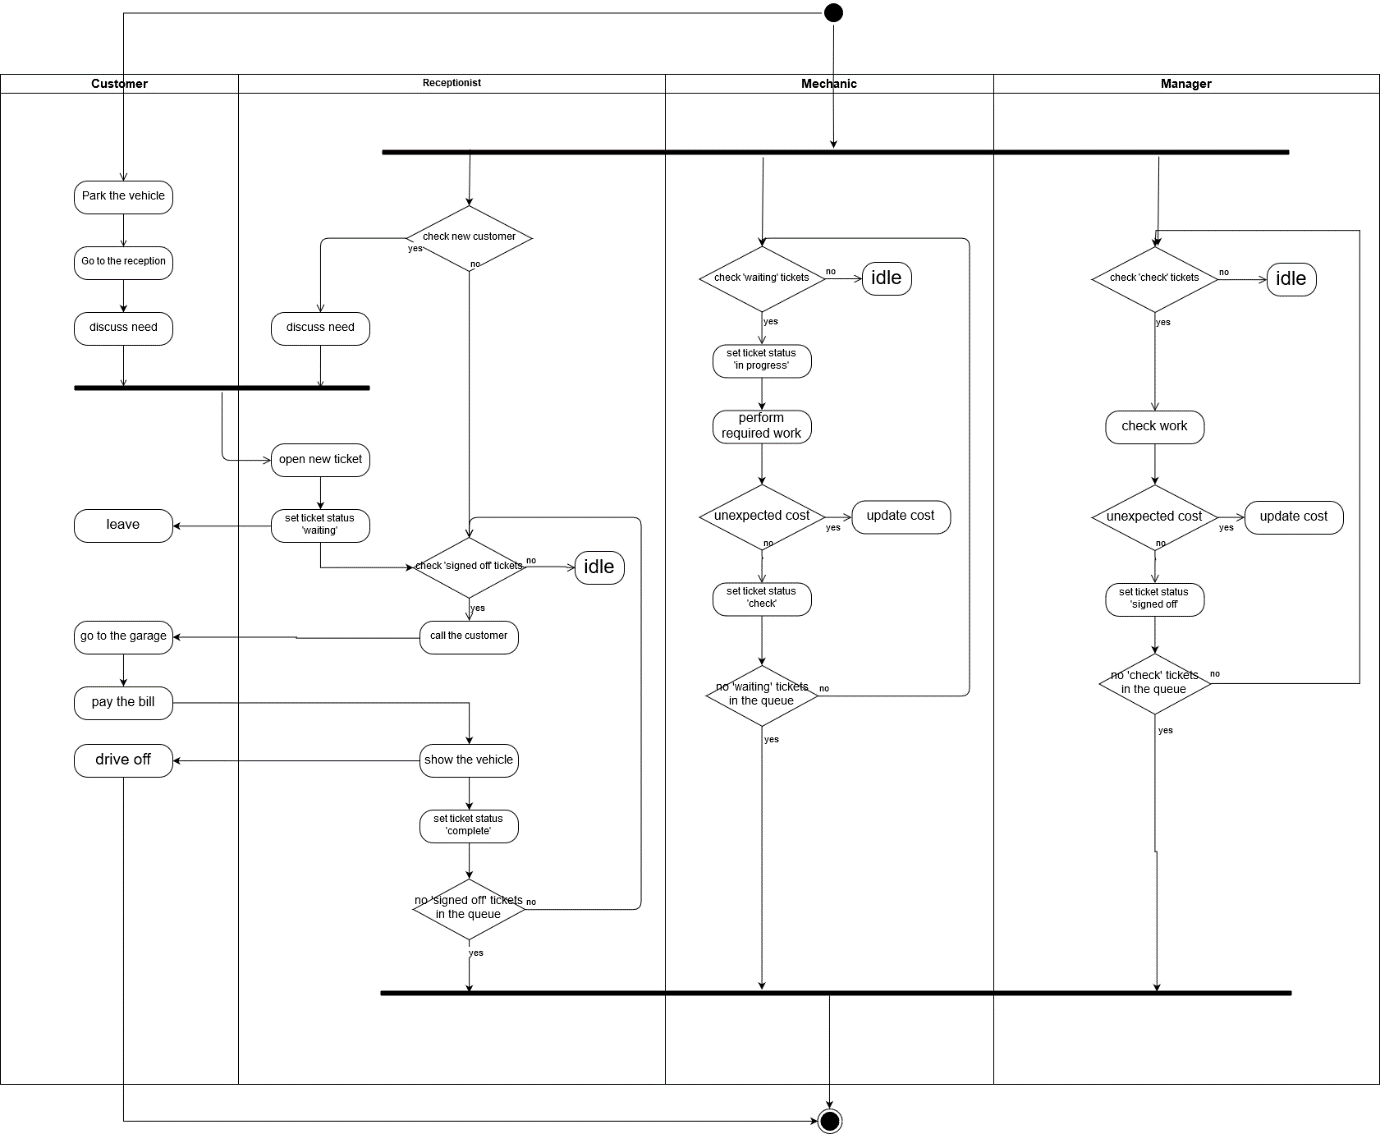 Customer
Receptionist
Mechanic
Manager
Park the vehicle
Go to the reception
discuss need
leave
go to the garage
pay the bill
drive off
check new customer
yes
no
discuss need
open new ticket
set ticket status
'waiting'
check 'signed off' tickets
no
idle
yes
call the customer
show the vehicle
set ticket status
'complete'
no 'signed off' tickets
in the queue
no
yes
check 'waiting' tickets
no
idle
yes
set ticket status
'in progress'
perform
required work
unexpected cost
yes
update cost
no
set ticket status
'check'
no 'waiting' tickets
in the queue
no
yes
check 'check' tickets
no
idle
yes
check work
unexpected cost
yes
update cost
no
set ticket status
'signed off'
no 'check' tickets
in the queue
no
yes